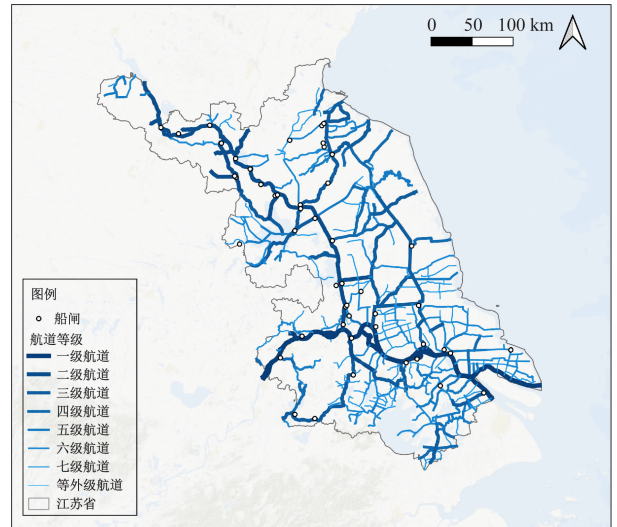 0 50 100 km
图例
船闸
航道等级
一级航道
二级航道
三级航道
四级航道
五级航道
六级航道
七级航道
等外级航道
江苏省